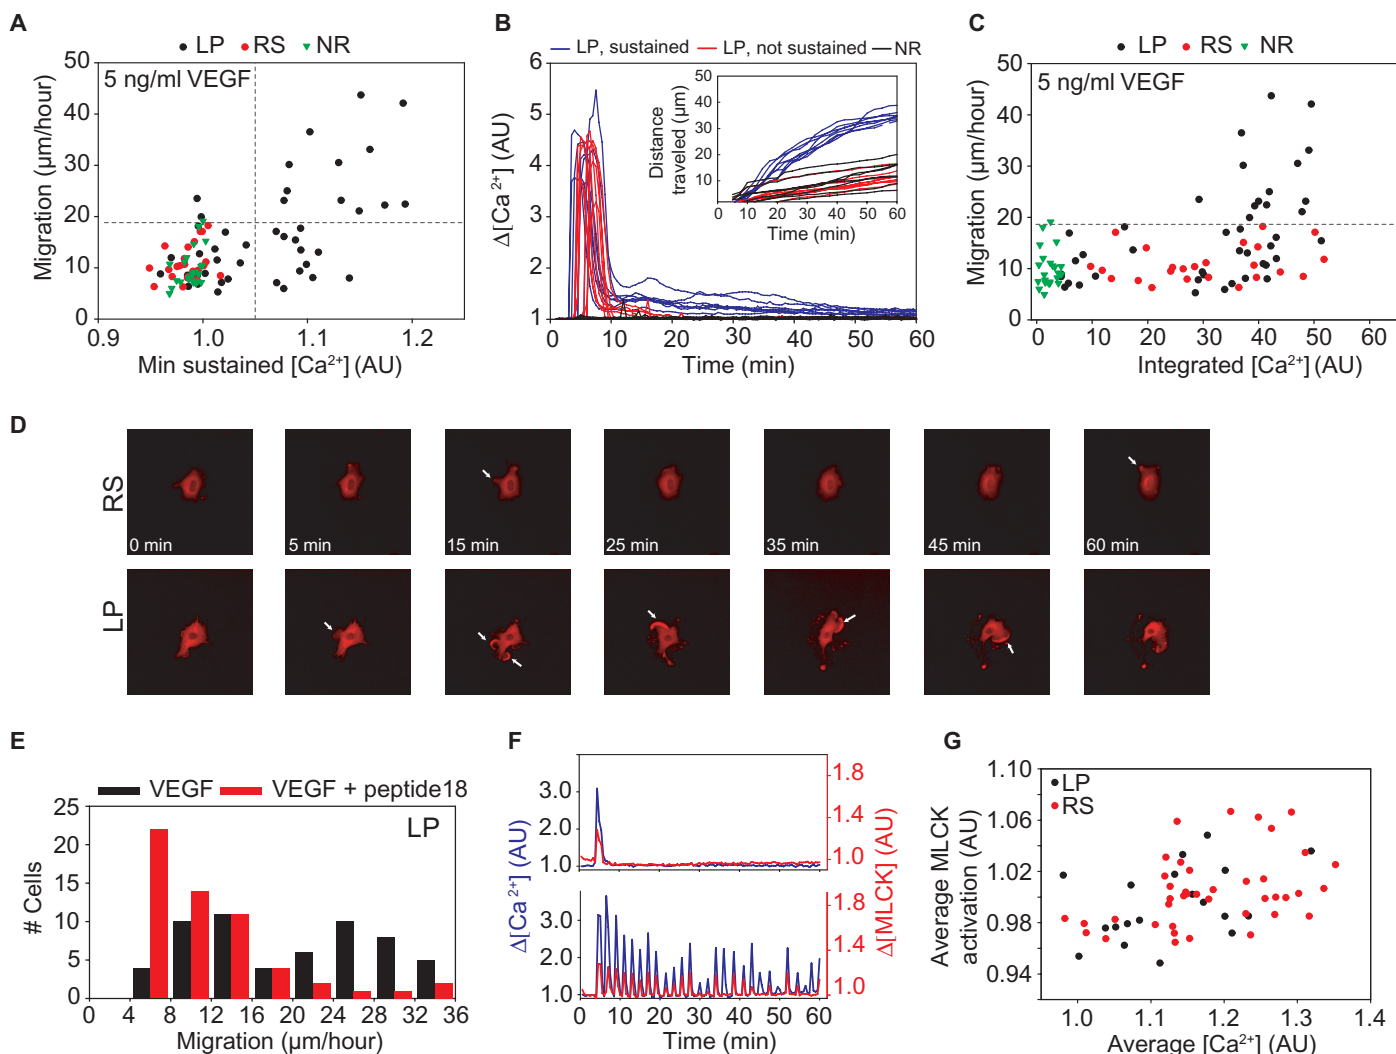 A
LP RS NR
5 ng/ml VEGF
Migration (µm/hour)
50
40
30
20
10
0
0.9 1.0 1.1 1.2
Min sustained [Ca²⁺] (AU)
B
LP, sustained LP, not sustained NR
Δ[Ca²⁺] (AU)
6
5
4
3
2
1
0 10 20 30 40 50 60
Time (min)
Distance
traveled (µm)
50
40
30
20
10
0 10 20 30 40 50 60
Time (min)
C
LP RS NR
5 ng/ml VEGF
Migration (µm/hour)
50
40
30
20
10
0
0 10 20 30 40 50 60
Integrated [Ca²⁺] (AU)
D
RS
0 min 5 min 15 min 25 min 35 min 45 min 60 min
LP
E
VEGF VEGF + peptide18
LP
# Cells
25
20
15
10
5
0
0 4 8 12 16 20 24 28 32 36
Migration (µm/hour)
F
Δ[Ca²⁺] (AU)
3.0
2.0
1.0
3.0
2.0
1.0
Δ[MLCK] (AU)
1.8
1.4
1.0
1.8
1.4
1.0
0 10 20 30 40 50 60
Time (min)
G
LP
RS
Average MLCK
activation (AU)
1.10
1.06
1.02
0.98
0.94
1.0 1.1 1.2 1.3 1.4
Average [Ca²⁺] (AU)